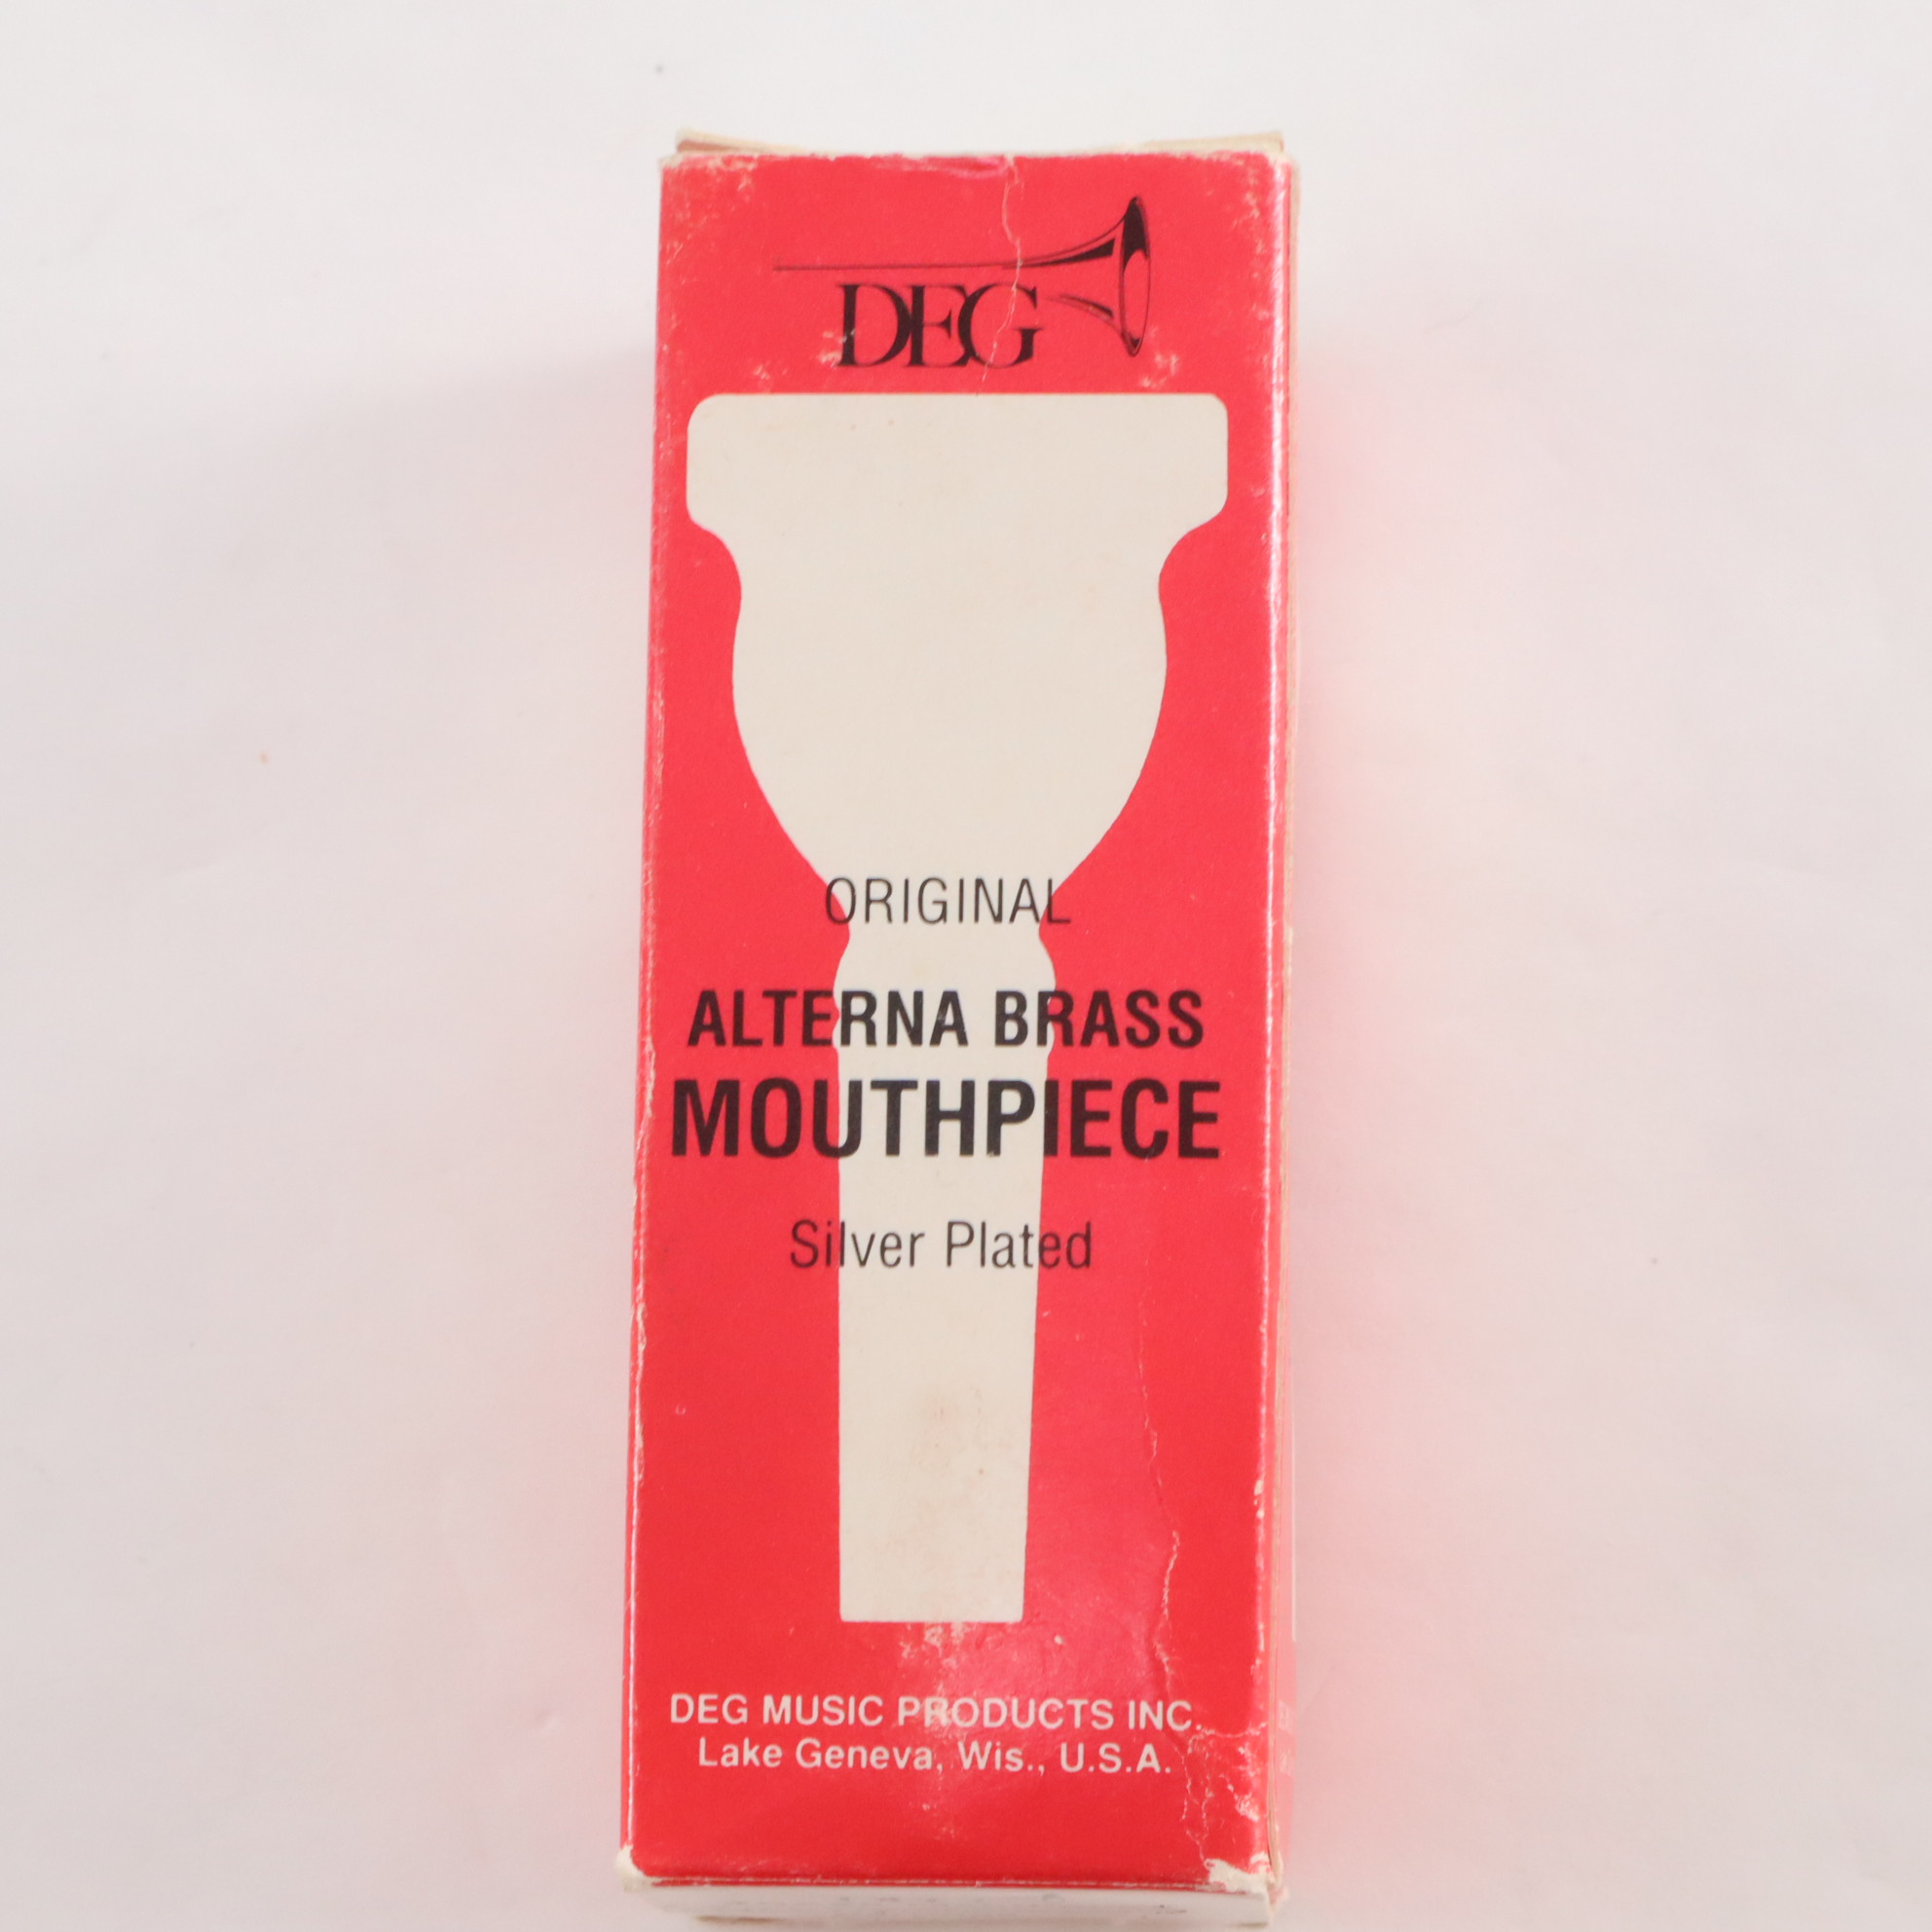 DEG
ORIGINAL
ALTERNA BRASS
MOUTHPIECE
Silver Plated
DEG MUSIC PRODUCTS INC.
Lake Geneva, Wis., U.S.A.